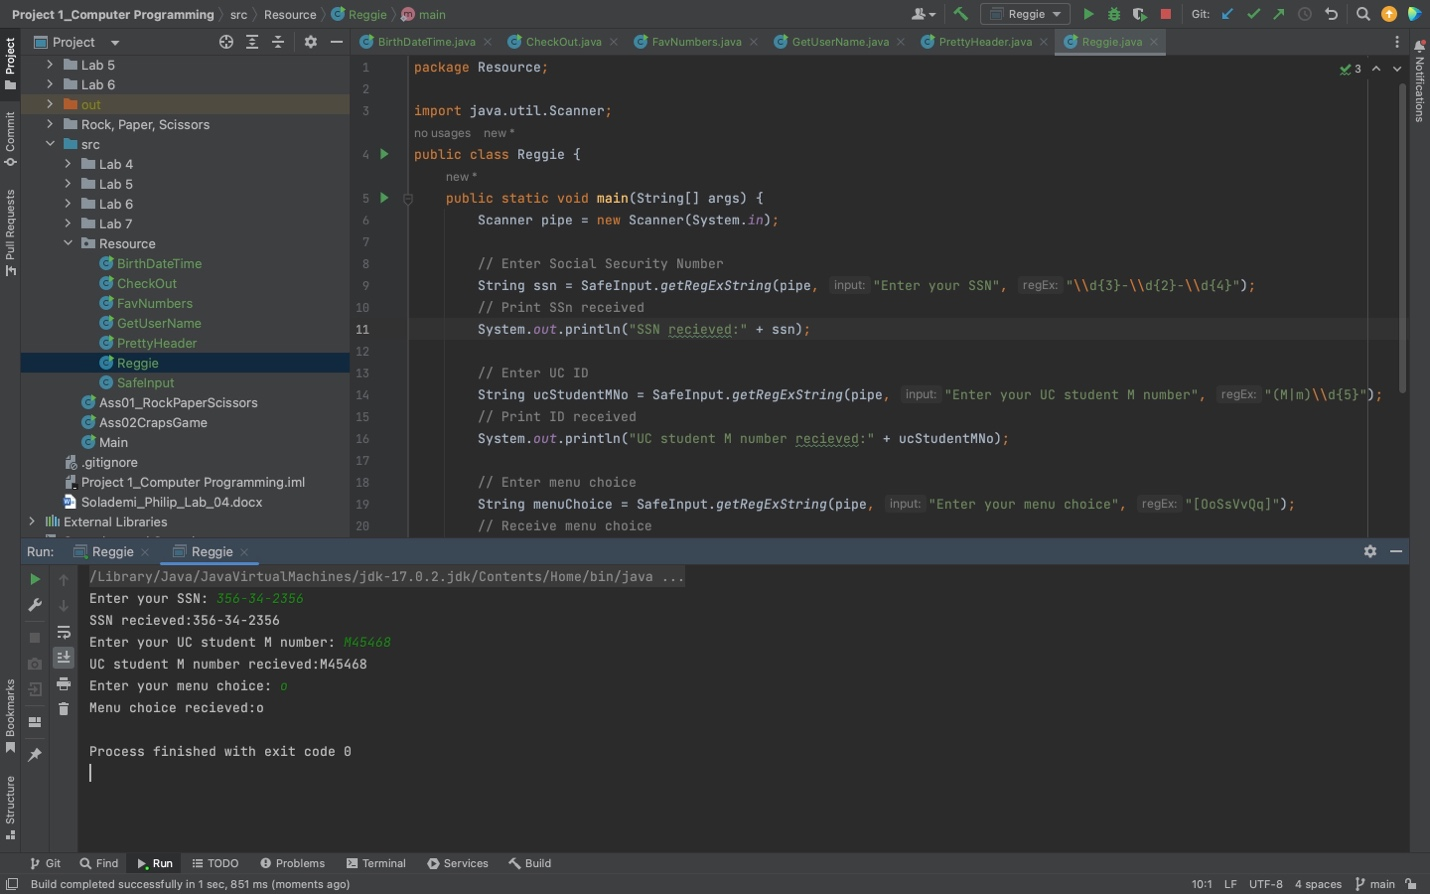 Project 1_Computer Programming > src > Resource > Reggie > main
Reggie
Git:
Project
BirthDateTime.java
CheckOut.java
FavNumbers.java
GetUserName.java
PrettyHeader.java
Reggie.java
Project
Commit
Pull Requests
Bookmarks
Structure
Notifications
Lab 5
Lab 6
out
Rock, Paper, Scissors
src
Lab 4
Lab 5
Lab 6
Lab 7
Resource
BirthDateTime
CheckOut
FavNumbers
GetUserName
PrettyHeader
Reggie
SafeInput
Ass01_RockPaperScissors
Ass02CrapsGame
Main
.gitignore
Project 1_Computer Programming.iml
Solademi_Philip_Lab_04.docx
External Libraries
3
1 package Resource;
2
3 import java.util.Scanner;
no usages new *
4 public class Reggie {
new *
5 public static void main(String[] args) {
6 Scanner pipe = new Scanner(System.in);
7
8 // Enter Social Security Number
9 String ssn = SafeInput.getRegExString(pipe, input: "Enter your SSN", regEx: "\\d{3}-\\d{2}-\\d{4}");
10 // Print SSn received
11 System.out.println("SSN recieved:" + ssn);
12
13 // Enter UC ID
14 String ucStudentMNo = SafeInput.getRegExString(pipe, input: "Enter your UC student M number", regEx: "(M|m)\\d{5}");
15 // Print ID received
16 System.out.println("UC student M number recieved:" + ucStudentMNo);
17
18 // Enter menu choice
19 String menuChoice = SafeInput.getRegExString(pipe, input: "Enter your menu choice", regEx: "[OoSsVvQq]");
20 // Receive menu choice
Run: Reggie Reggie
/Library/Java/JavaVirtualMachines/jdk-17.0.2.jdk/Contents/Home/bin/java ...
Enter your SSN: 356-34-2356
SSN recieved:356-34-2356
Enter your UC student M number: M45468
UC student M number recieved:M45468
Enter your menu choice: o
Menu choice recieved:o
Process finished with exit code 0
Git Find Run TODO Problems Terminal Services Build
Build completed successfully in 1 sec, 851 ms (moments ago)
10:1 LF UTF-8 4 spaces main